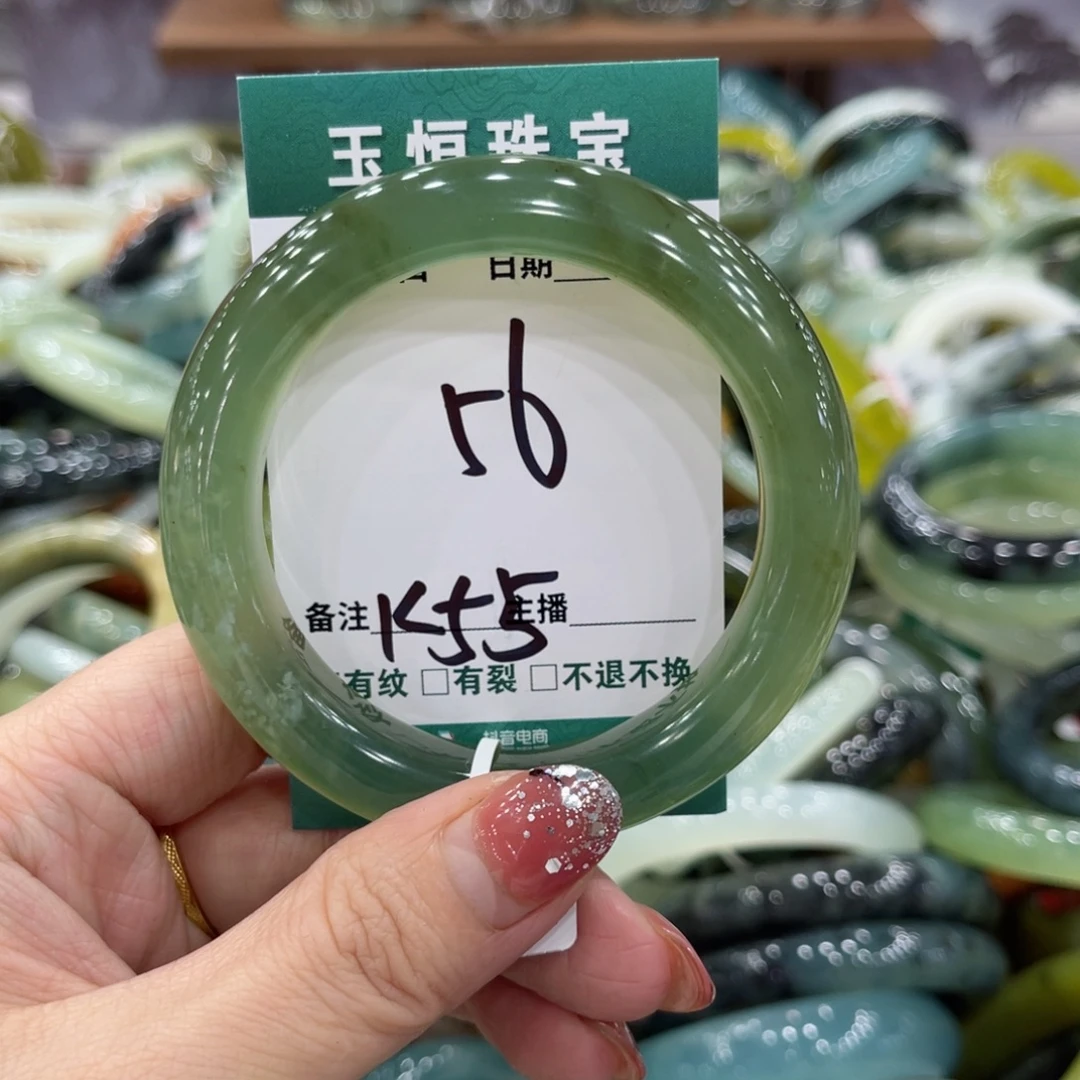 玉恒珠宝
日期
56
备注 K55 主播
有纹 □有裂 □不退不换
抖音电商